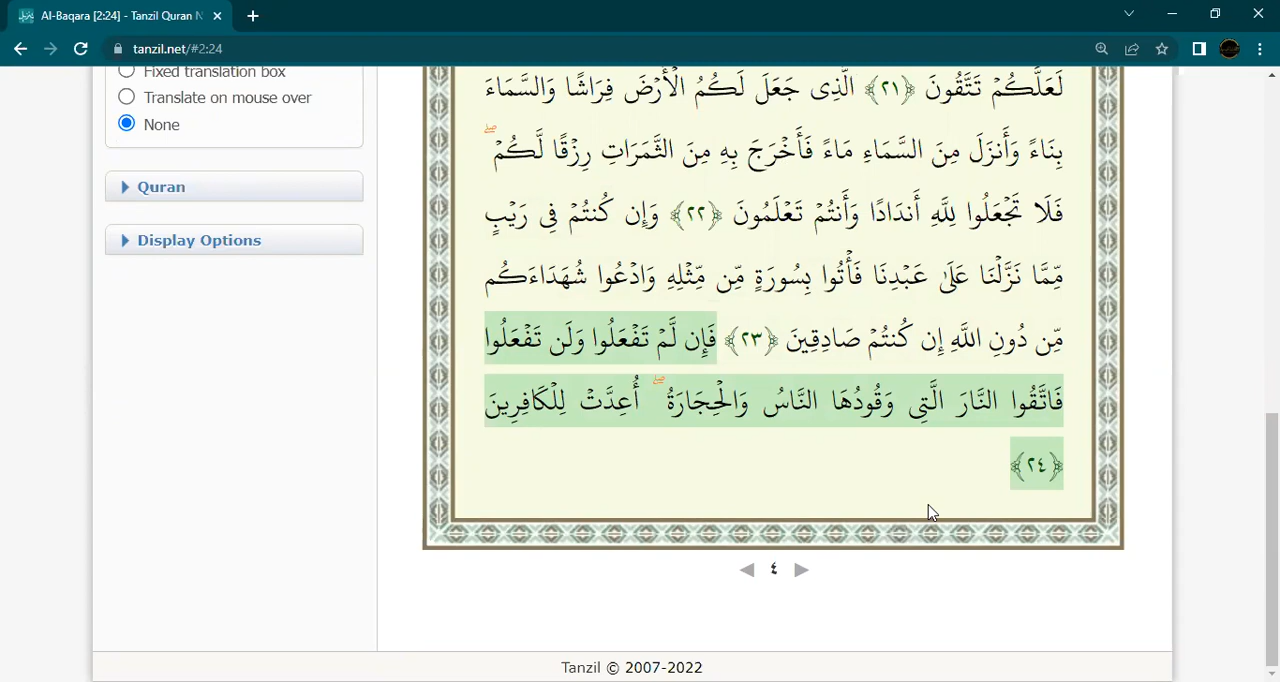 Al-Baqara [2:24] - Tanzil Quran N
tanzil.net/#2:24
Fixed translation box
Translate on mouse over
None
Quran
Display Options
لَعَلَّكُمْ تَتَّقُونَ ﴿٢١﴾ الَّذِى جَعَلَ لَكُمُ الْأَرْضَ فِرَاشًا وَالسَّمَاءَ
بِنَاءً وَأَنزَلَ مِنَ السَّمَاءِ مَاءً فَأَخْرَجَ بِهِ مِنَ الثَّمَرَاتِ رِزْقًا لَّكُمْ ۖ
فَلَا تَجْعَلُوا لِلَّهِ أَندَادًا وَأَنتُمْ تَعْلَمُونَ ﴿٢٢﴾ وَإِن كُنتُمْ فِى رَيْبٍ
مِّمَّا نَزَّلْنَا عَلَىٰ عَبْدِنَا فَأْتُوا بِسُورَةٍ مِّن مِّثْلِهِ وَادْعُوا شُهَدَاءَكُم
مِّن دُونِ اللَّهِ إِن كُنتُمْ صَادِقِينَ ﴿٢٣﴾ فَإِن لَّمْ تَفْعَلُوا وَلَن تَفْعَلُوا
فَاتَّقُوا النَّارَ الَّتِى وَقُودُهَا النَّاسُ وَالْحِجَارَةُ ۖ أُعِدَّتْ لِلْكَافِرِينَ
﴿٢٤﴾
٤
Tanzil © 2007-2022